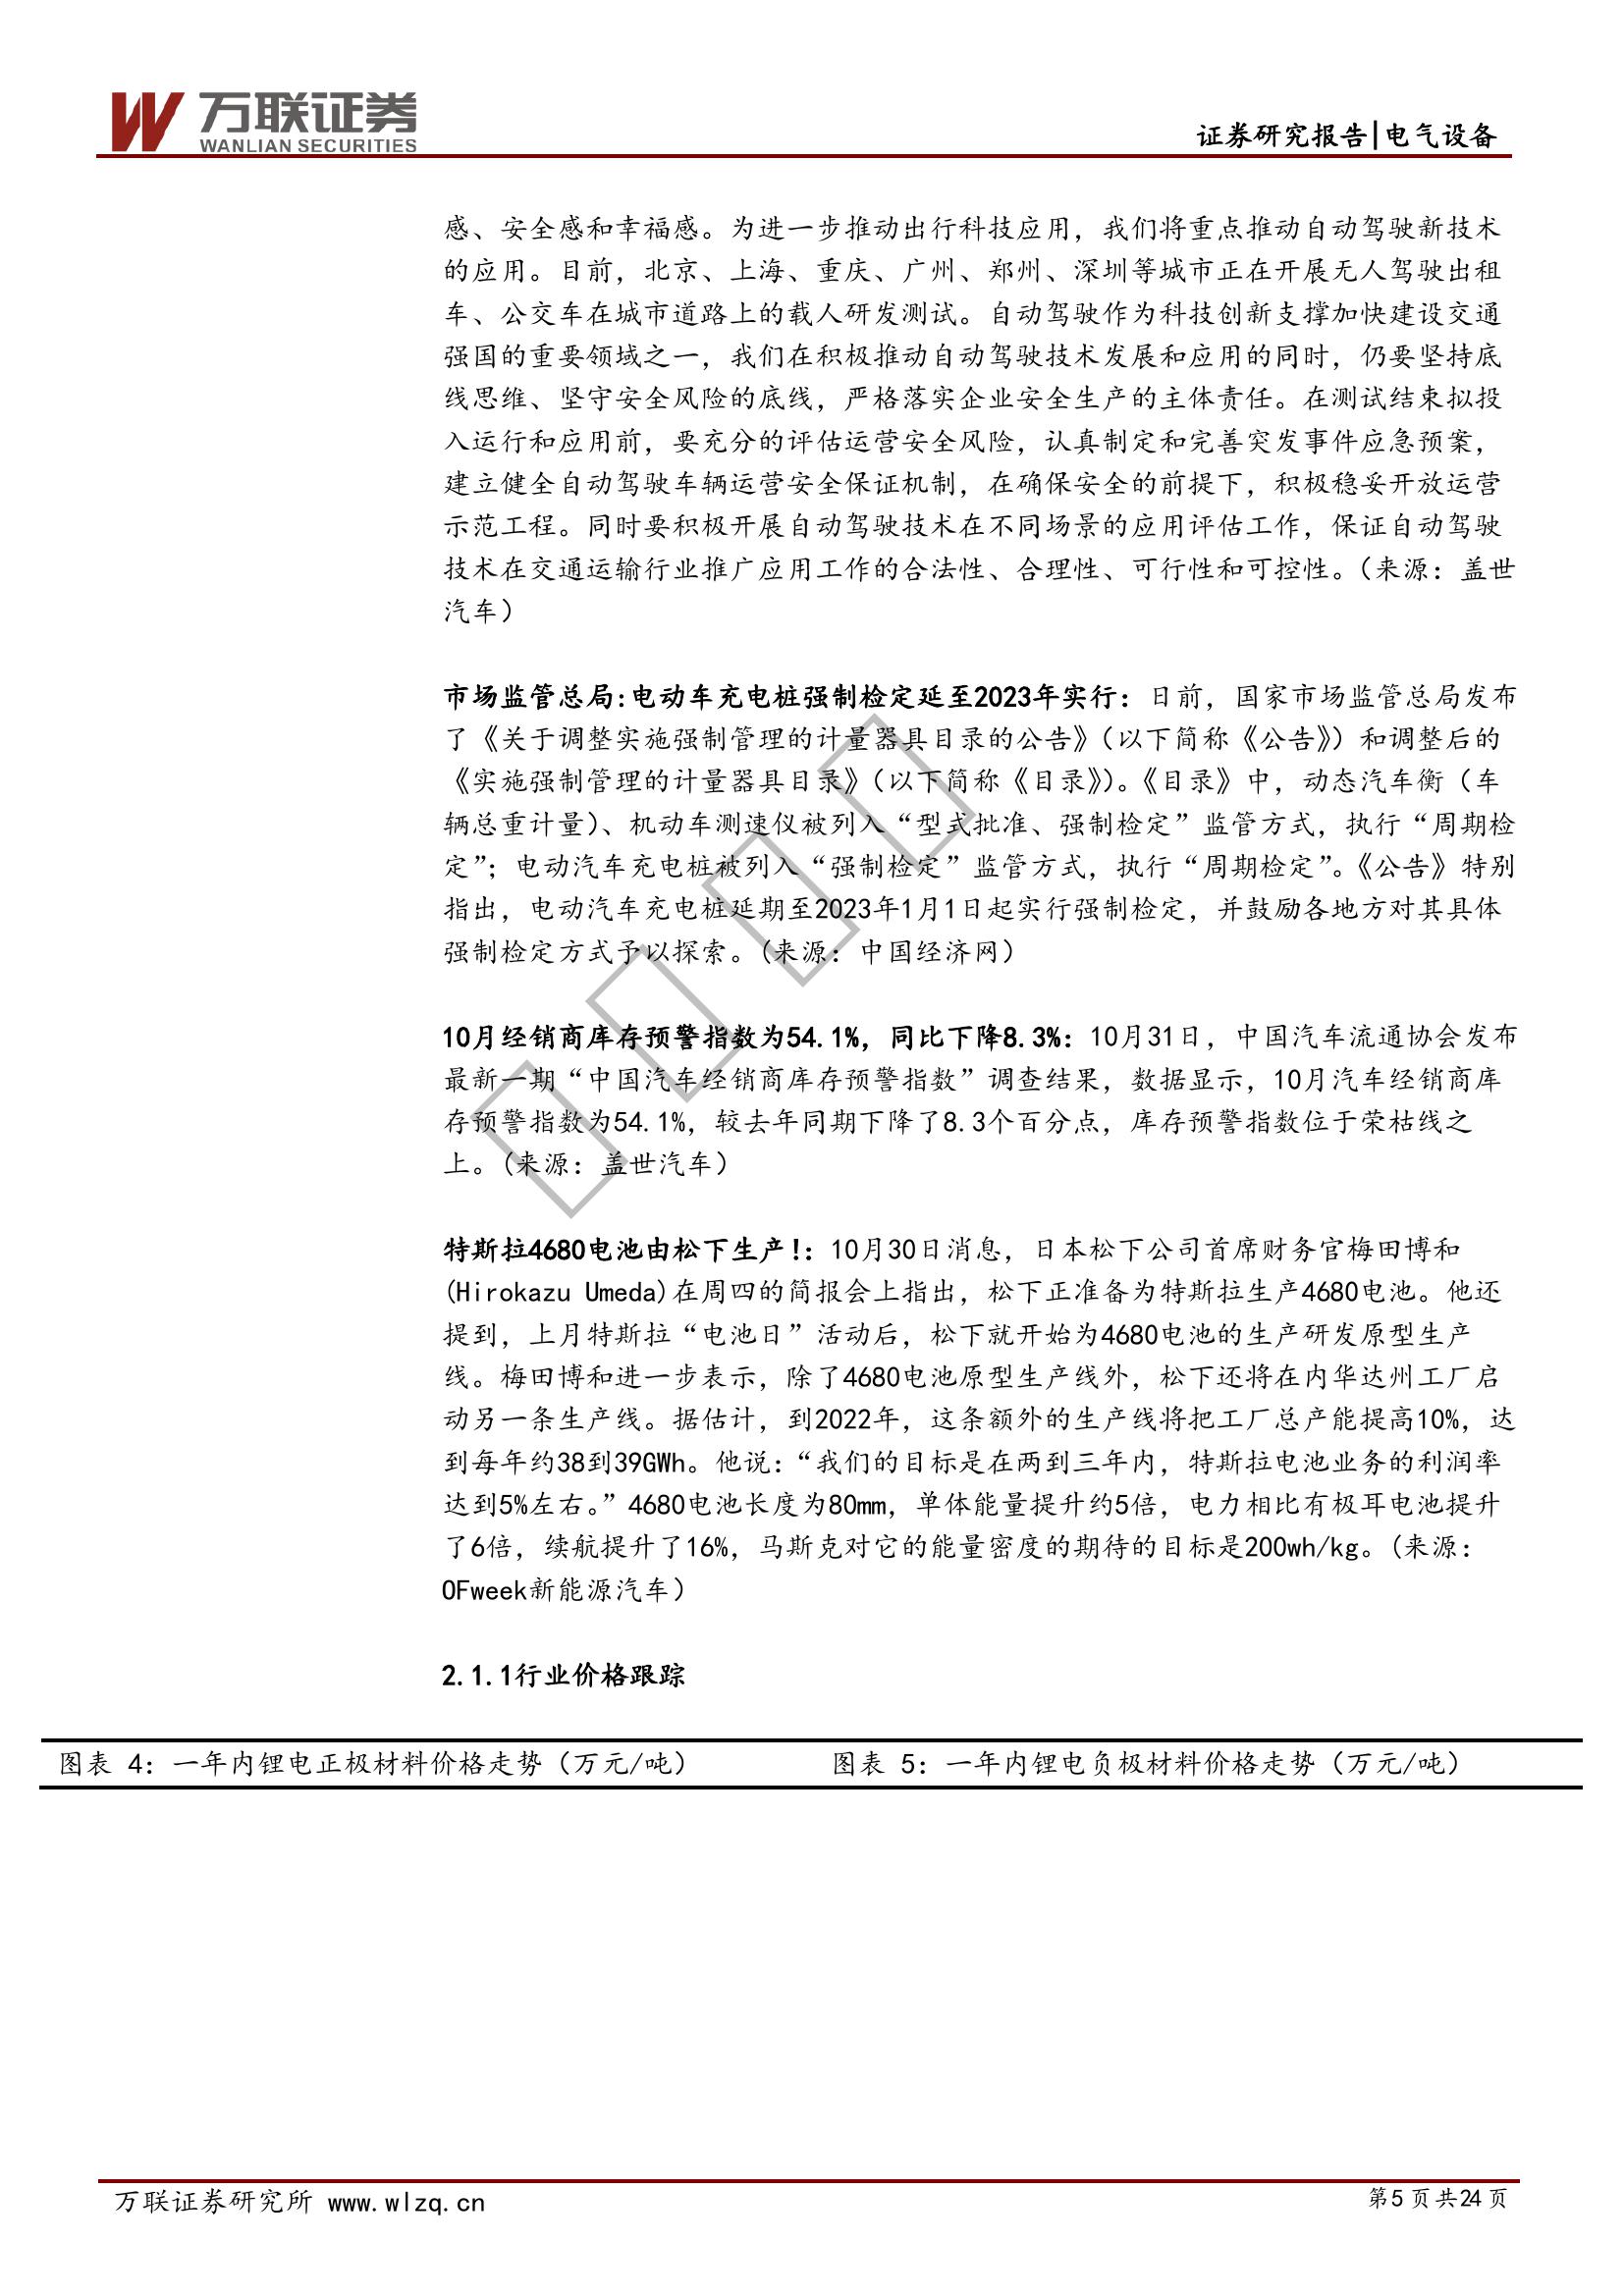 万联证券
WANLIAN SECURITIES
证券研究报告|电气设备
感、安全感和幸福感。为进一步推动出行科技应用，我们将重点推动自动驾驶新技术
的应用。目前，北京、上海、重庆、广州、郑州、深圳等城市正在开展无人驾驶出租
车、公交车在城市道路上的载人研发测试。自动驾驶作为科技创新支撑加快建设交通
强国的重要领域之一，我们在积极推动自动驾驶技术发展和应用的同时，仍要坚持底
线思维、坚守安全风险的底线，严格落实企业安全生产的主体责任。在测试结束拟投
入运行和应用前，要充分的评估运营安全风险，认真制定和完善突发事件应急预案，
建立健全自动驾驶车辆运营安全保证机制，在确保安全的前提下，积极稳妥开放运营
示范工程。同时要积极开展自动驾驶技术在不同场景的应用评估工作，保证自动驾驶
技术在交通运输行业推广应用工作的合法性、合理性、可行性和可控性。（来源：盖世
汽车）
市场监管总局:电动车充电桩强制检定延至2023年实行：日前，国家市场监管总局发布
了《关于调整实施强制管理的计量器具目录的公告》（以下简称《公告》）和调整后的
《实施强制管理的计量器具目录》（以下简称《目录》）。《目录》中，动态汽车衡（车
辆总重计量）、机动车测速仪被列入“型式批准、强制检定”监管方式，执行“周期检
定”；电动汽车充电桩被列入“强制检定”监管方式，执行“周期检定”。《公告》特别
指出，电动汽车充电桩延期至2023年1月1日起实行强制检定，并鼓励各地方对其具体
强制检定方式予以探索。（来源：中国经济网）
10月经销商库存预警指数为54.1%，同比下降8.3%：10月31日，中国汽车流通协会发布
最新一期“中国汽车经销商库存预警指数”调查结果，数据显示，10月汽车经销商库
存预警指数为54.1%，较去年同期下降了8.3个百分点，库存预警指数位于荣枯线之
上。（来源：盖世汽车）
特斯拉4680电池由松下生产!：10月30日消息，日本松下公司首席财务官梅田博和
(Hirokazu Umeda)在周四的简报会上指出，松下正准备为特斯拉生产4680电池。他还
提到，上月特斯拉“电池日”活动后，松下就开始为4680电池的生产研发原型生产
线。梅田博和进一步表示，除了4680电池原型生产线外，松下还将在内华达州工厂启
动另一条生产线。据估计，到2022年，这条额外的生产线将把工厂总产能提高10%，达
到每年约38到39GWh。他说：“我们的目标是在两到三年内，特斯拉电池业务的利润率
达到5%左右。”4680电池长度为80mm，单体能量提升约5倍，电力相比有极耳电池提升
了6倍，续航提升了16%，马斯克对它的能量密度的期待的目标是200wh/kg。（来源：
OFweek新能源汽车）
2.1.1行业价格跟踪
图表 4：一年内锂电正极材料价格走势（万元/吨）
图表 5：一年内锂电负极材料价格走势（万元/吨）
万联证券研究所 www.wlzq.cn
第5 页 共24 页